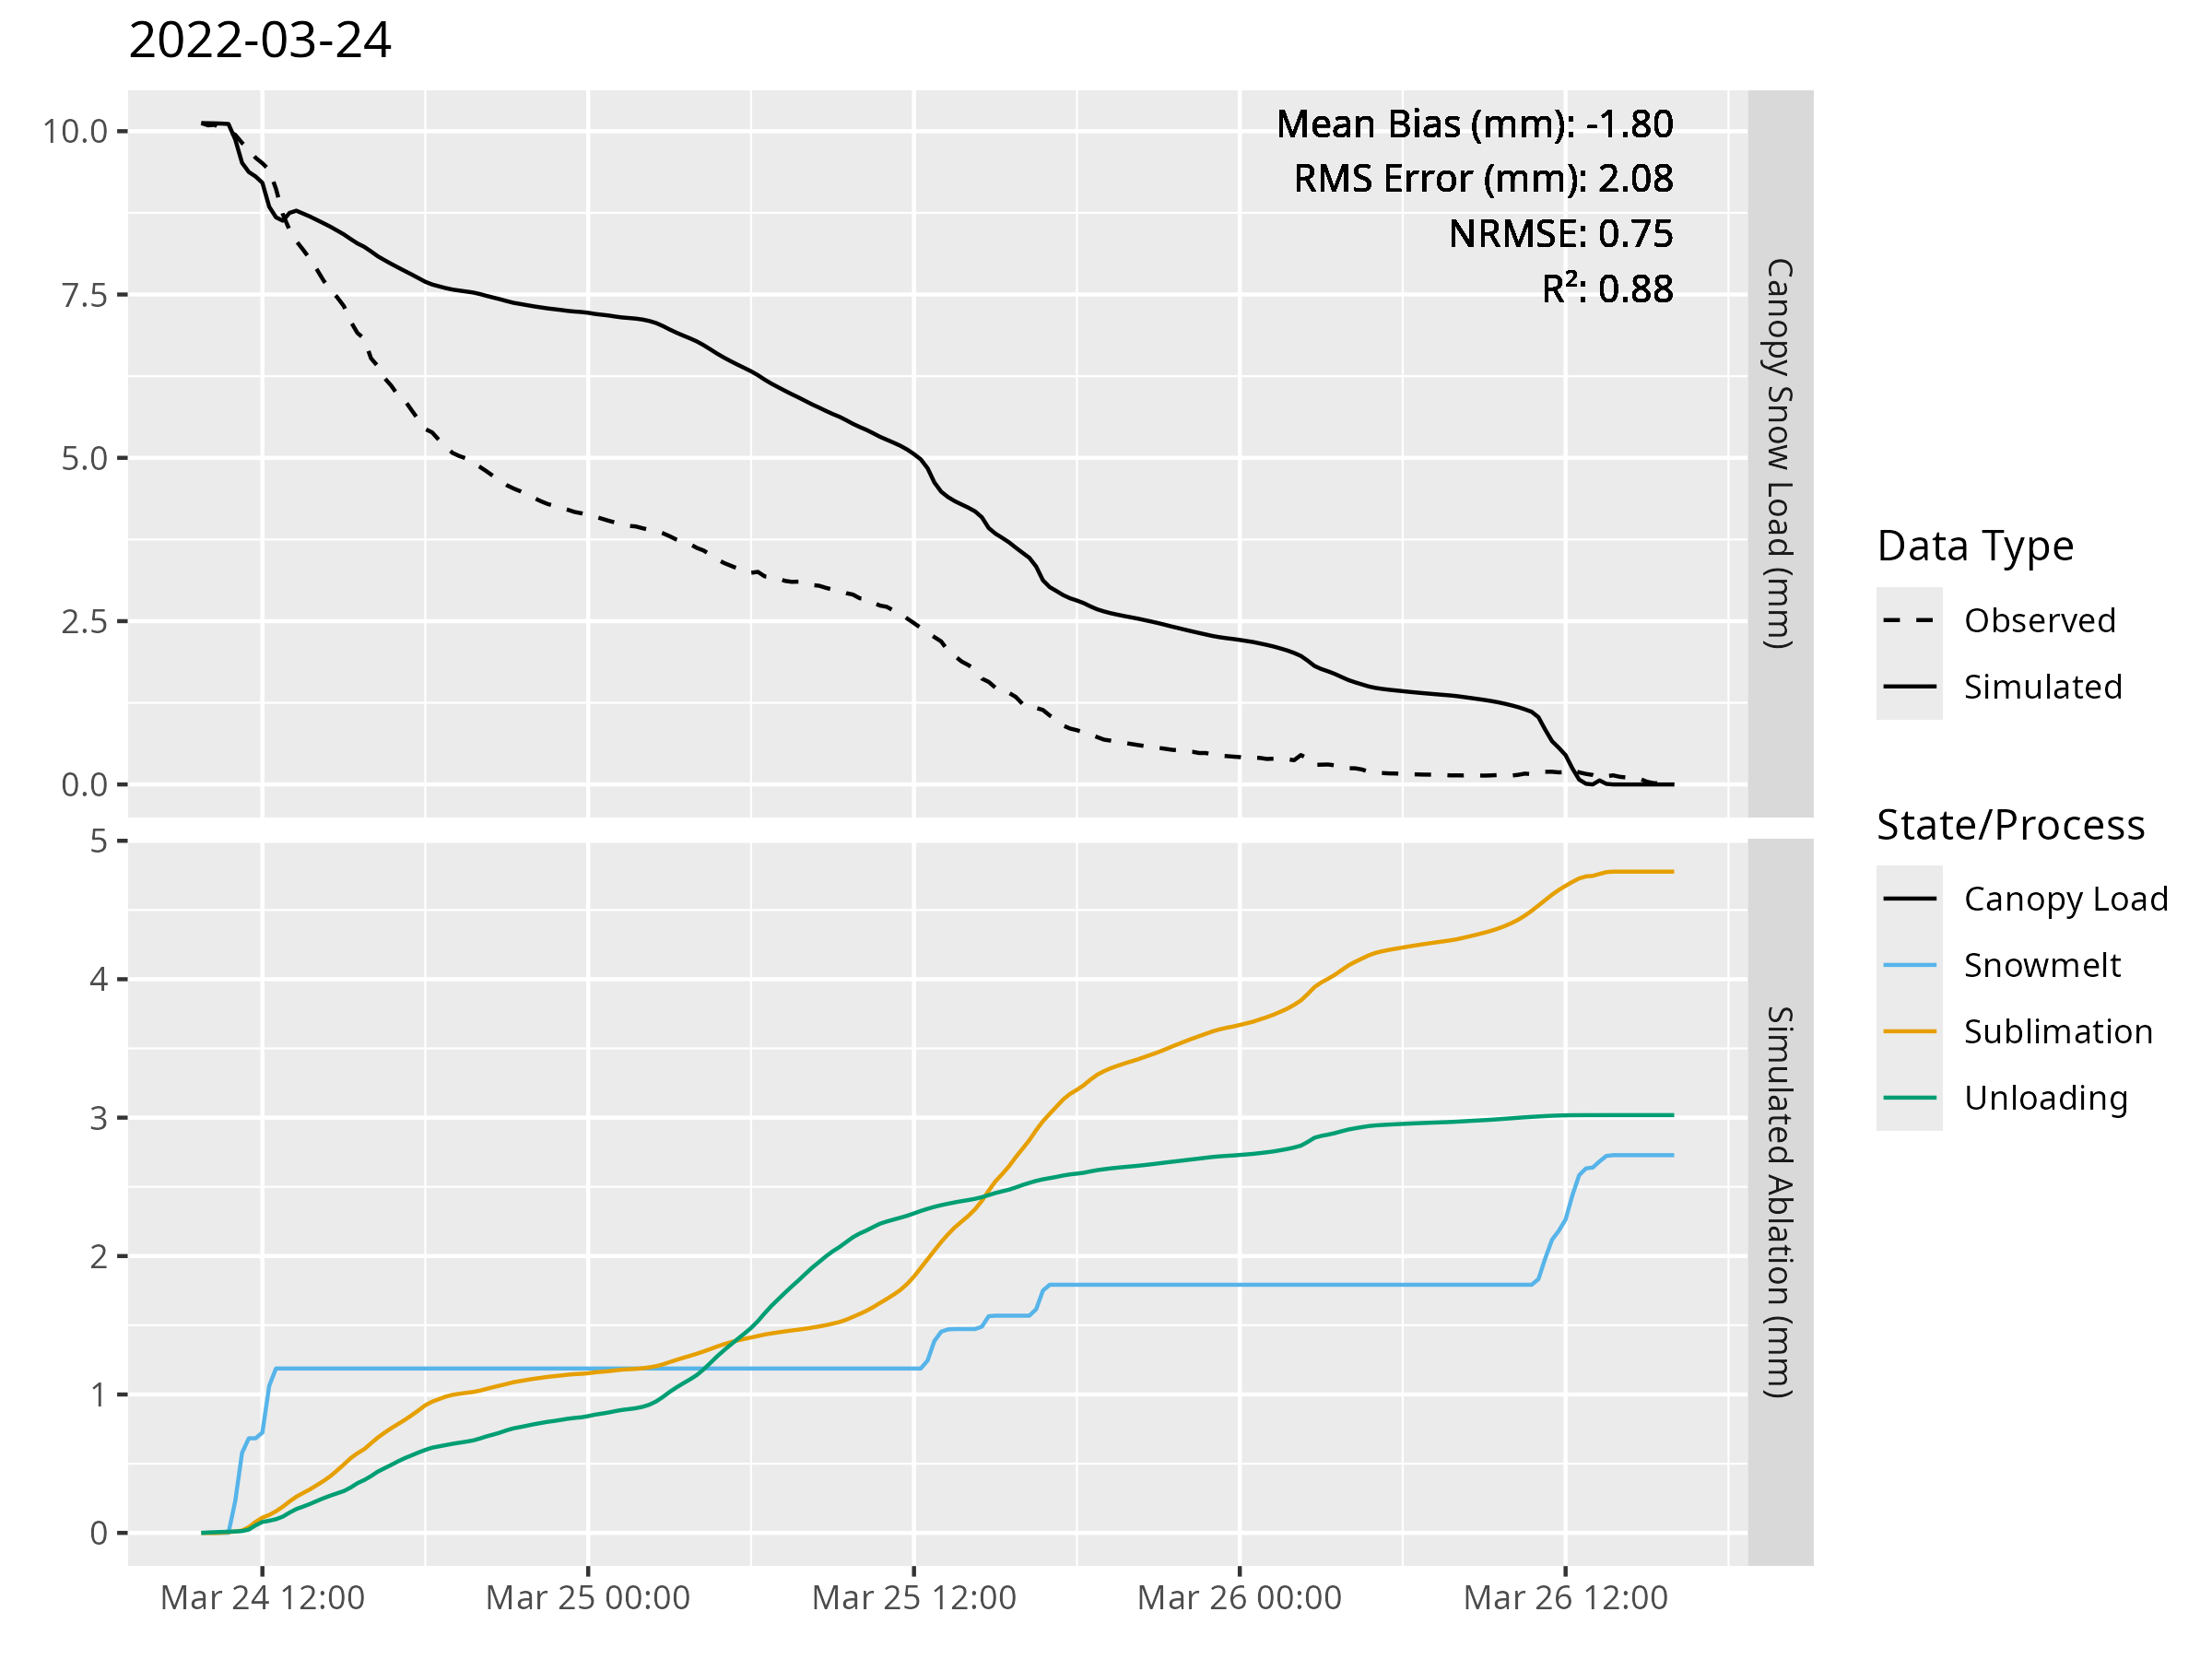 2022-03-24
Mean Bias (mm): -1.80
RMS Error (mm): 2.08
NRMSE: 0.75
R²: 0.88
10.0
7.5
5.0
2.5
0.0
Canopy Snow Load (mm)
5
4
3
2
1
0
Simulated Ablation (mm)
Mar 24 12:00
Mar 25 00:00
Mar 25 12:00
Mar 26 00:00
Mar 26 12:00
Data Type
Observed
Simulated
State/Process
Canopy Load
Snowmelt
Sublimation
Unloading